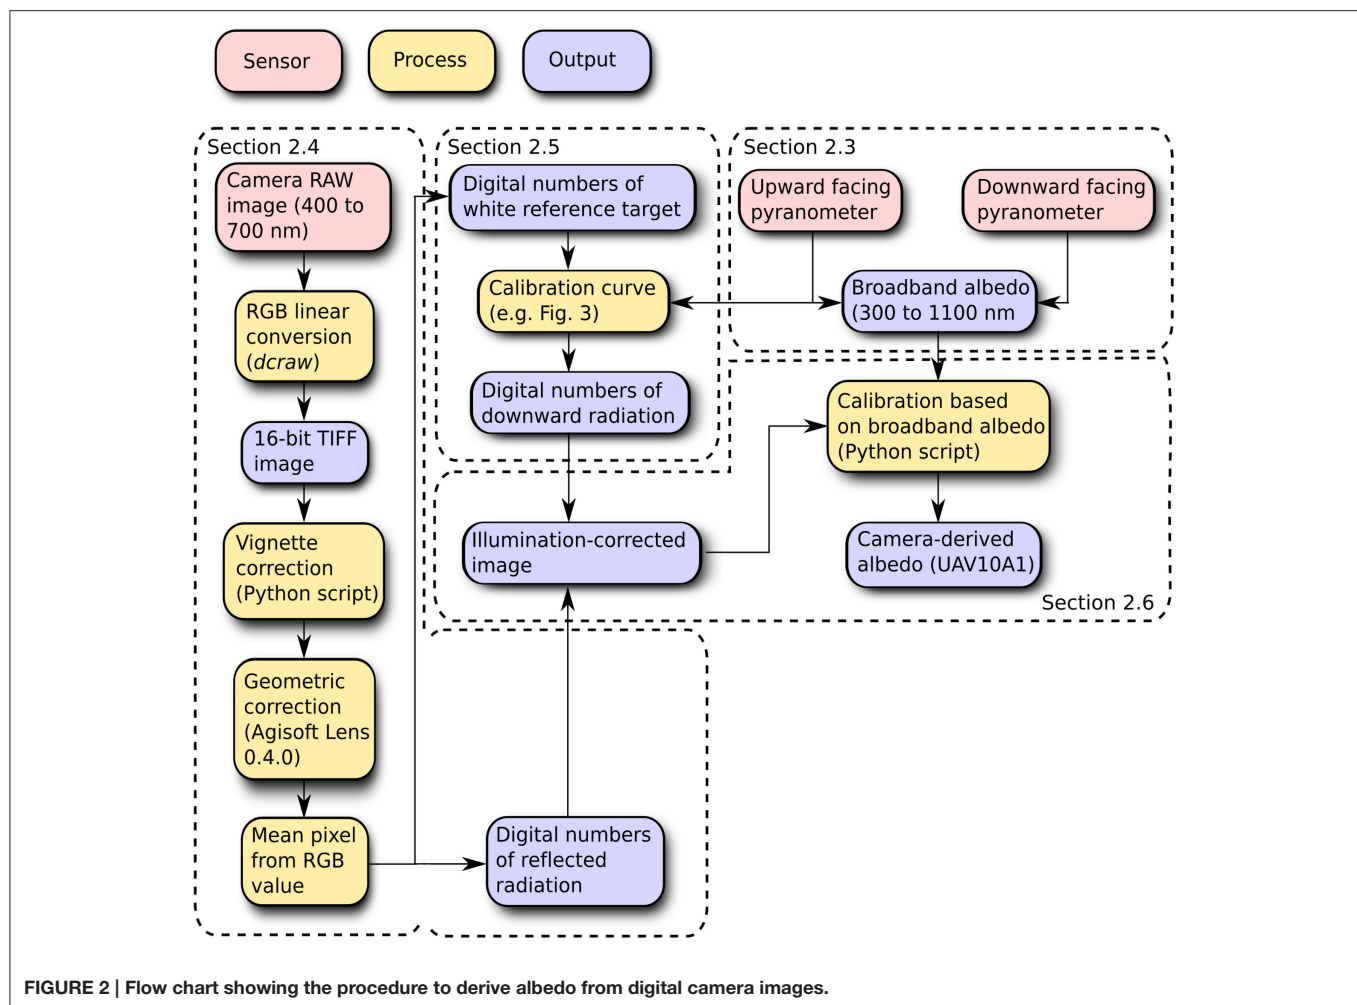 Sensor
Process
Output
Section 2.4
Camera RAW
image (400 to
700 nm)
RGB linear
conversion
(dcraw)
16-bit TIFF
image
Vignette
correction
(Python script)
Geometric
correction
(Agisoft Lens
0.4.0)
Mean pixel
from RGB
value
Section 2.5
Digital numbers of
white reference target
Calibration curve
(e.g. Fig. 3)
Digital numbers of
downward radiation
Section 2.3
Upward facing
pyranometer
Downward facing
pyranometer
Broadband albedo
(300 to 1100 nm
Calibration based
on broadband albedo
(Python script)
Illumination-corrected
image
Camera-derived
albedo (UAV10A1)
Section 2.6
Digital numbers
of reflected
radiation
FIGURE 2 | Flow chart showing the procedure to derive albedo from digital camera images.